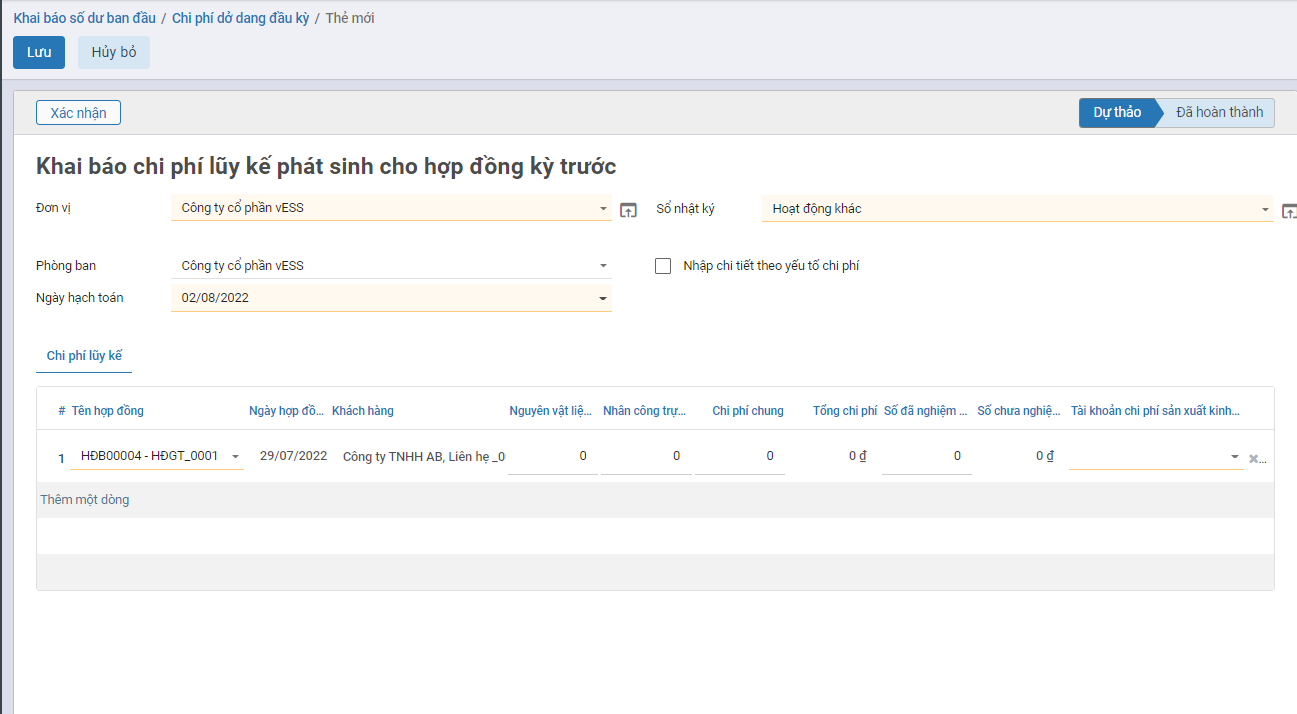 Khai báo số dư ban đầu / Chi phí dở dang đầu kỳ / Thẻ mới
Lưu Hủy bỏ
Xác nhận Dự thảo Đã hoàn thành
Khai báo chi phí lũy kế phát sinh cho hợp đồng kỳ trước
Đơn vị Công ty cổ phần vESS Sổ nhật ký Hoạt động khác
Phòng ban Công ty cổ phần vESS Nhập chi tiết theo yếu tố chi phí
Ngày hạch toán 02/08/2022
Chi phí lũy kế
# Tên hợp đồng Ngày hợp đồ... Khách hàng Nguyên vật liệ... Nhân công trự... Chi phí chung Tổng chi phí Số đã nghiệm ... Số chưa nghiệ... Tài khoản chi phí sản xuất kinh...
1 HĐB00004 - HĐGT_0001 29/07/2022 Công ty TNHH AB, Liên hẹ _0 0 0 0 0 ₫ 0 0 ₫
Thêm một dòng